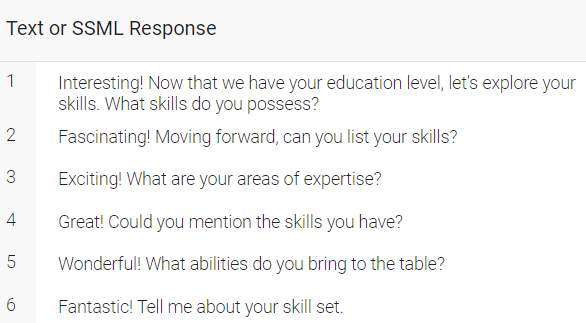 Text or SSML Response
1 Interesting! Now that we have your education level, let's explore your
skills. What skills do you possess?
2 Fascinating! Moving forward, can you list your skills?
3 Exciting! What are your areas of expertise?
4 Great! Could you mention the skills you have?
5 Wonderful! What abilities do you bring to the table?
6 Fantastic! Tell me about your skill set.